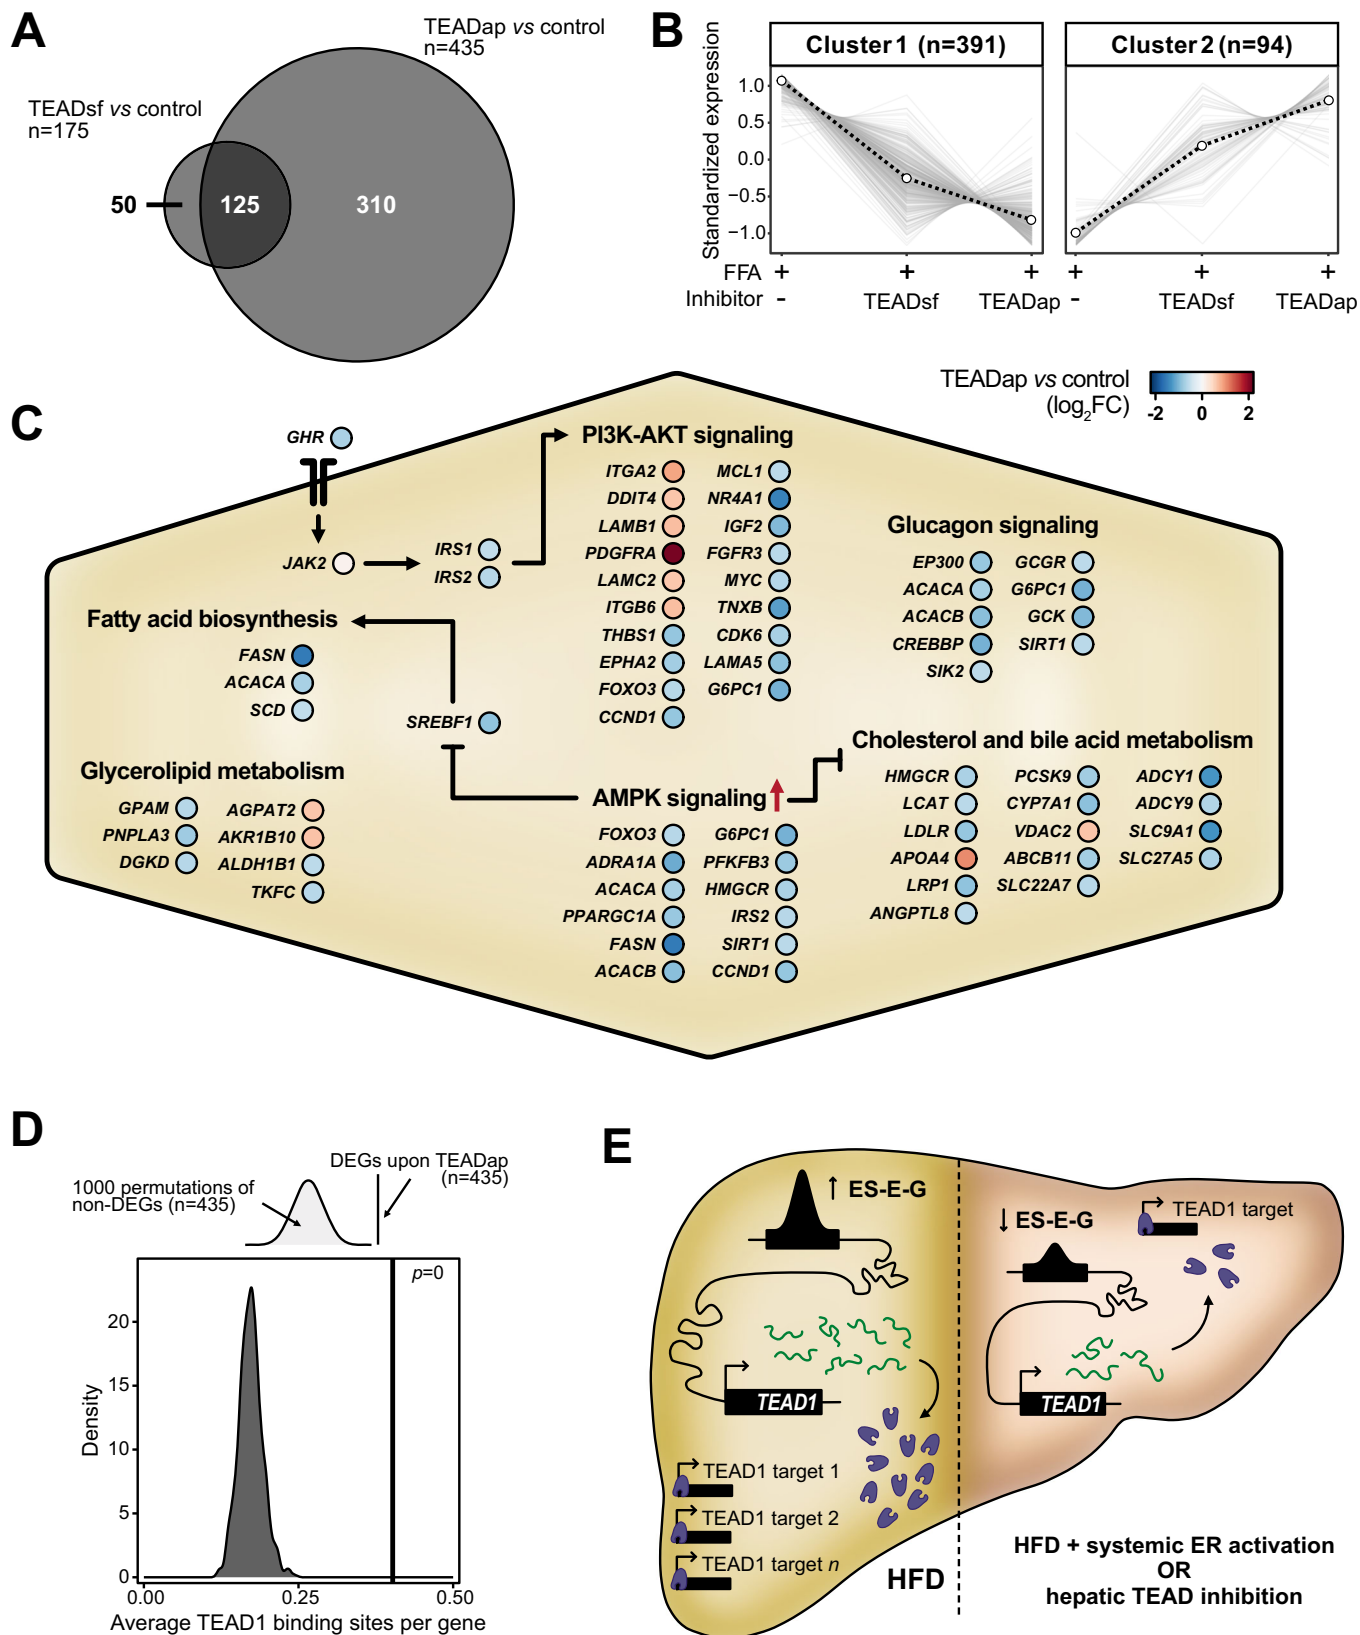 A
TEADap vs control
n=435
TEADsf vs control
n=175
50
125
310
B
Cluster 1 (n=391)
Cluster 2 (n=94)
Standardized expression
1.0
0.5
0.0
−0.5
−1.0
FFA + + + + + +
Inhibitor - TEADsf TEADap - TEADsf TEADap
C
TEADap vs control
(log2FC)
-2 0 2
GHR
JAK2
IRS1
IRS2
PI3K-AKT signaling
ITGA2 MCL1
DDIT4 NR4A1
LAMB1 IGF2
PDGFRA FGFR3
LAMC2 MYC
ITGB6 TNXB
THBS1 CDK6
EPHA2 LAMA5
FOXO3 G6PC1
CCND1
Glucagon signaling
EP300 GCGR
ACACA G6PC1
ACACB GCK
CREBBP SIRT1
SIK2
Fatty acid biosynthesis
FASN
ACACA
SCD
SREBF1
Glycerolipid metabolism
GPAM AGPAT2
PNPLA3 AKR1B10
DGKD ALDH1B1
TKFC
AMPK signaling
FOXO3 G6PC1
ADRA1A PFKFB3
ACACA HMGCR
PPARGC1A IRS2
FASN SIRT1
ACACB CCND1
Cholesterol and bile acid metabolism
HMGCR PCSK9 ADCY1
LCAT CYP7A1 ADCY9
LDLR VDAC2 SLC9A1
APOA4 ABCB11 SLC27A5
LRP1 SLC22A7
ANGPTL8
D
DEGs upon TEADap
(n=435)
1000 permutations of
non-DEGs (n=435)
p=0
Density
20
15
10
5
0
0.00 0.25 0.50
Average TEAD1 binding sites per gene
E
↑ ES-E-G
TEAD1
TEAD1 target 1
TEAD1 target 2
TEAD1 target n
HFD
↓ ES-E-G
TEAD1 target
TEAD1
HFD + systemic ER activation
OR
hepatic TEAD inhibition